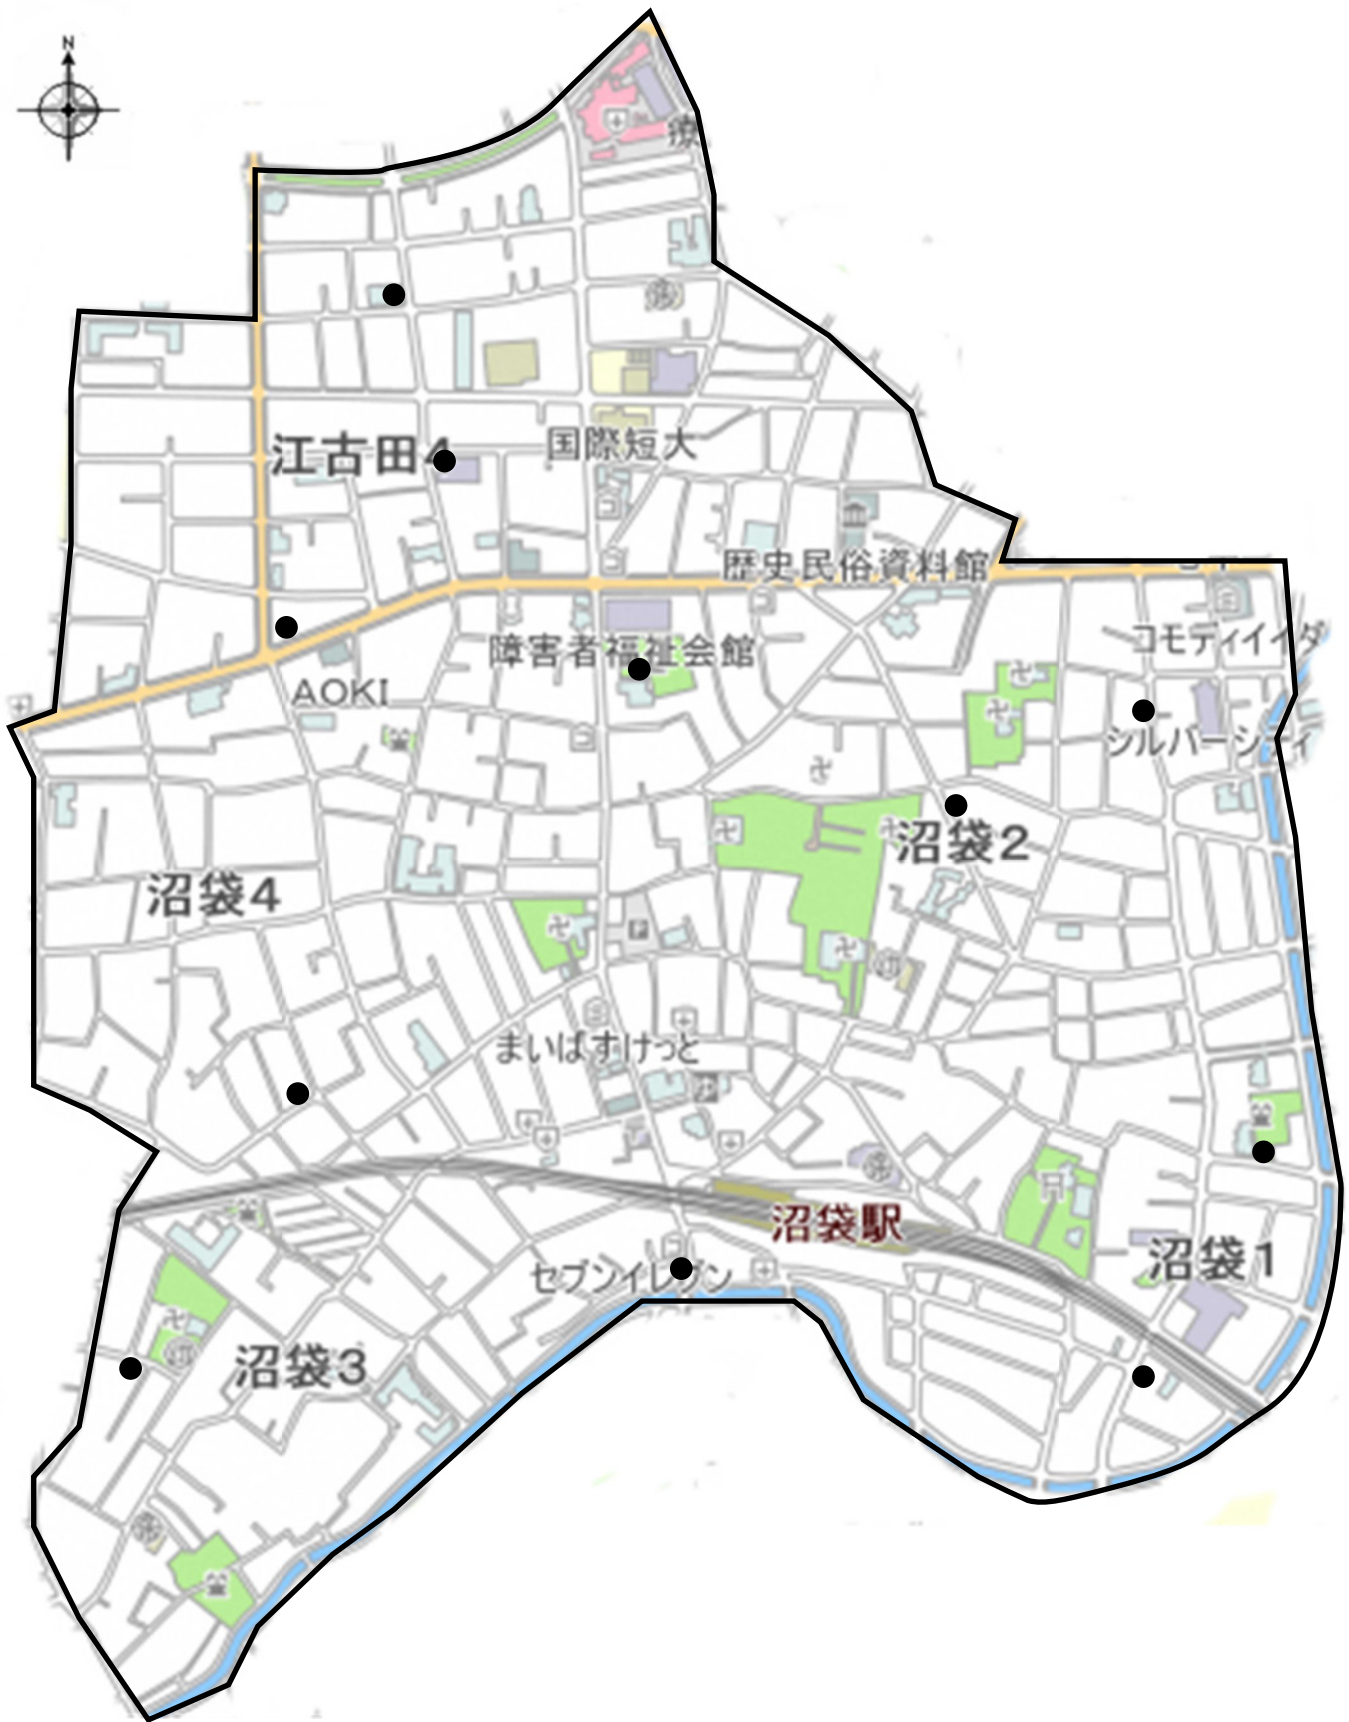 N
療
江古田4
国際短大
歴史民俗資料館
コモディイイダ
障害者福祉会館
AOKI
シルバーシティ
沼袋2
沼袋4
P
まいばすけっと
沼袋駅
沼袋1
セブンイレブン
沼袋3